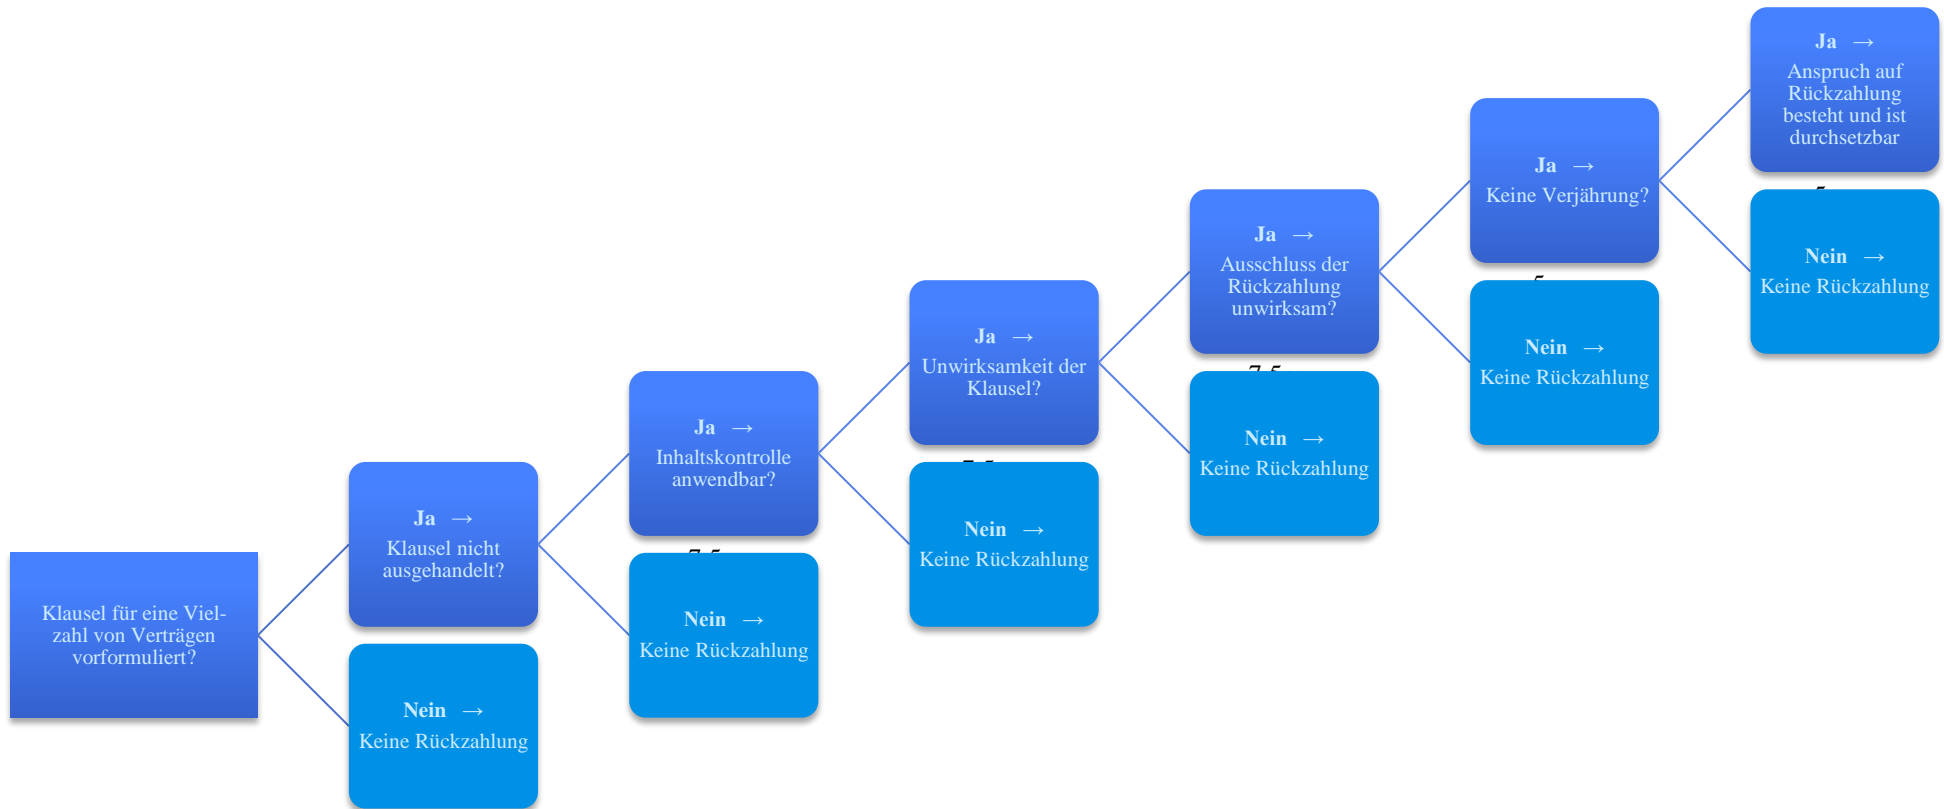 Klausel für eine Viel-
zahl von Verträgen
vorformuliert?
Ja →
Klausel nicht
ausgehandelt?
Nein →
Keine Rückzahlung
Ja →
Inhaltskontrolle
anwendbar?
Nein →
Keine Rückzahlung
Ja →
Unwirksamkeit der
Klausel?
Nein →
Keine Rückzahlung
Ja →
Ausschluss der
Rückzahlung
unwirksam?
Nein →
Keine Rückzahlung
Ja →
Keine Verjährung?
Nein →
Keine Rückzahlung
Ja →
Anspruch auf
Rückzahlung
besteht und ist
durchsetzbar
Nein →
Keine Rückzahlung